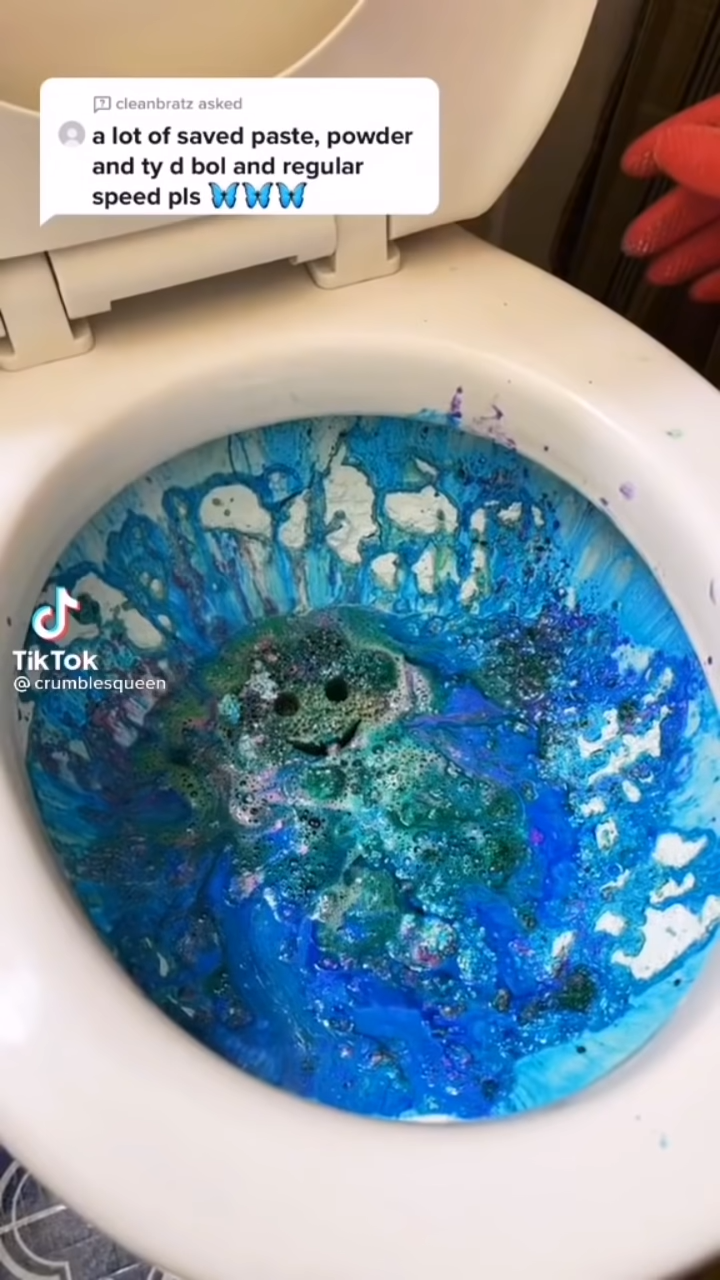 cleanbratz asked
a lot of saved paste, powder
and ty d bol and regular
speed pls 🦋🦋🦋
TikTok
@crumblesqueen